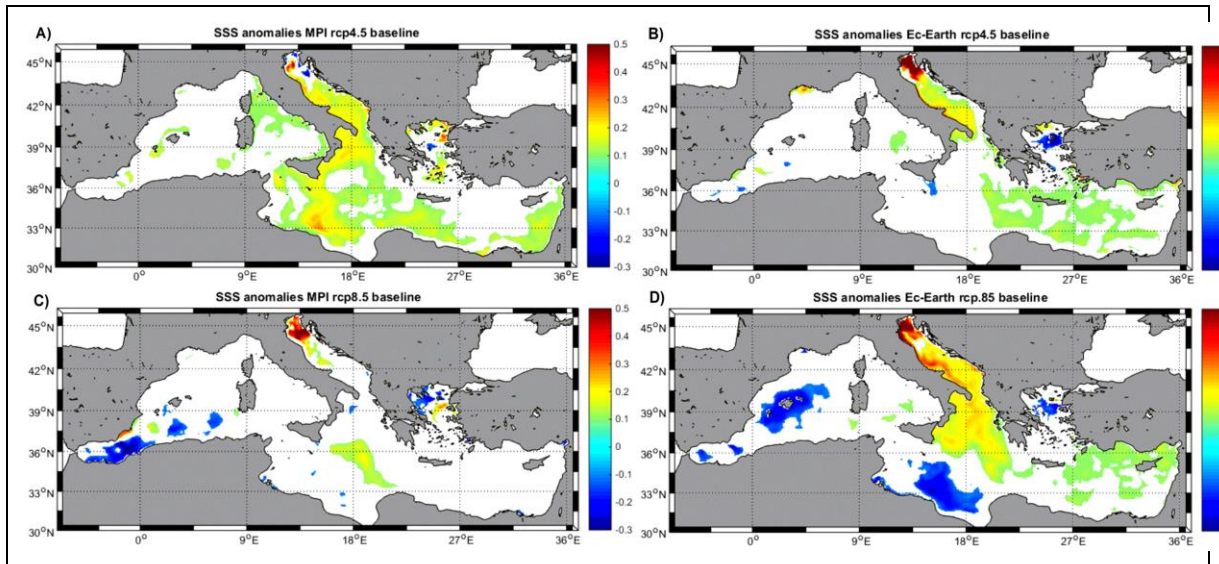 A)
SSS anomalies MPI rcp4.5 baseline
45°N
42°N
39°N
36°N
33°N
30°N
0°
9°E
18°E
27°E
36°E
0.5
0.4
0.3
0.2
0.1
0
-0.1
-0.2
-0.3
B)
SSS anomalies Ec-Earth rcp4.5 baseline
45°N
42°N
39°N
36°N
33°N
30°N
0°
9°E
18°E
27°E
36°E
C)
SSS anomalies MPI rcp8.5 baseline
45°N
42°N
39°N
36°N
33°N
30°N
0°
9°E
18°E
27°E
36°E
0.5
0.4
0.3
0.2
0.1
0
-0.1
-0.2
-0.3
D)
SSS anomalies Ec-Earth rcp.85 baseline
45°N
42°N
39°N
36°N
33°N
30°N
0°
9°E
18°E
27°E
36°E